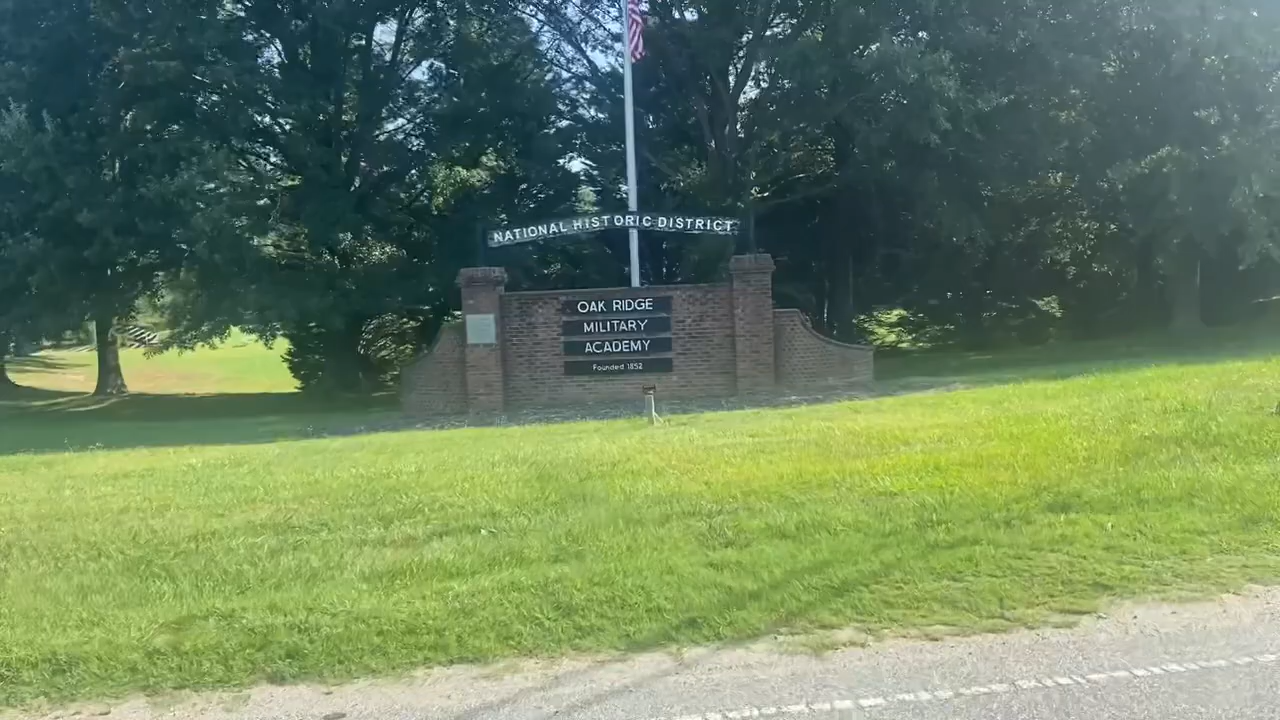 NATIONAL HISTORIC DISTRICT
OAK RIDGE
MILITARY
ACADEMY
Founded 1852